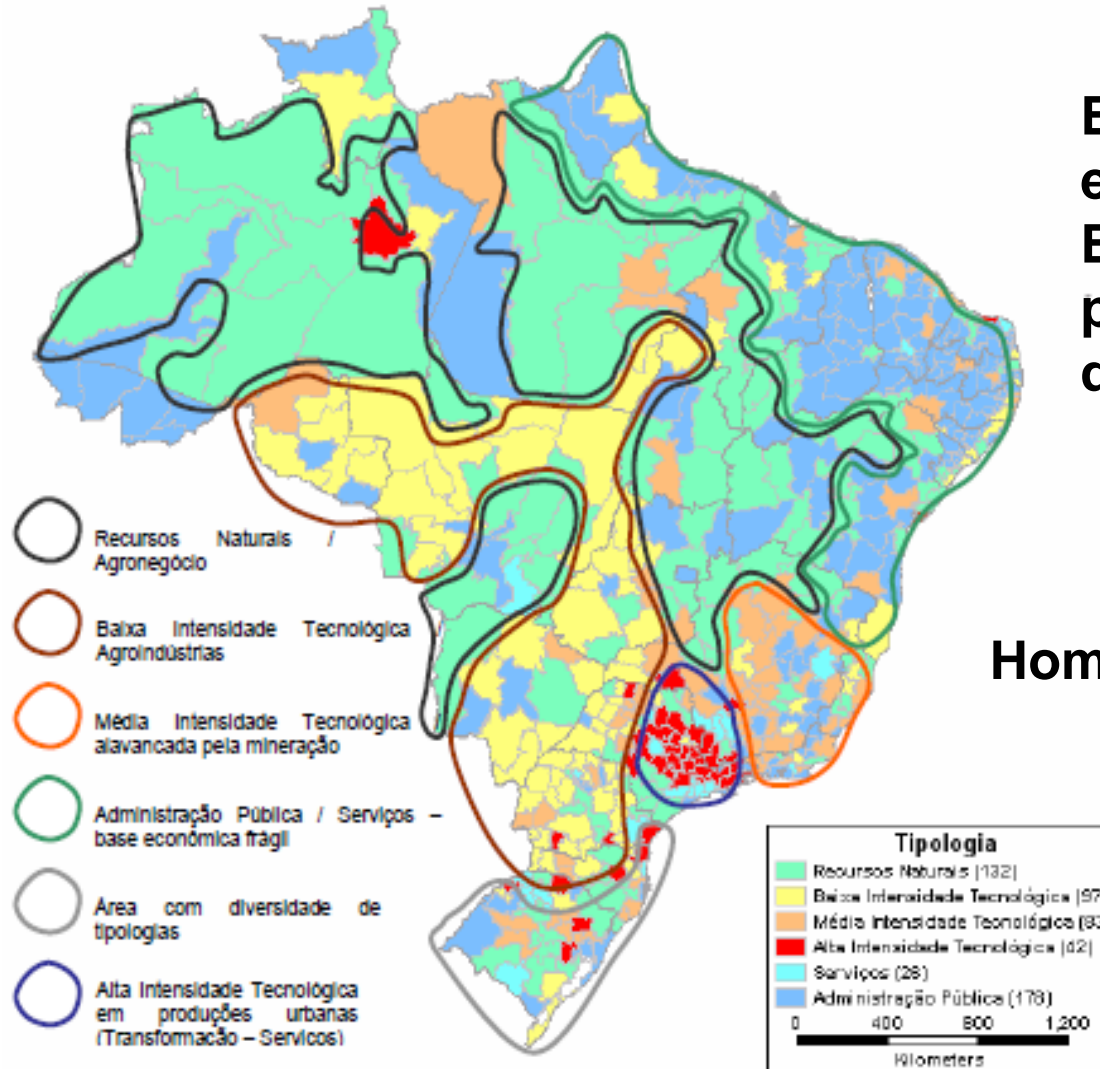 E
e
E
p
d
Hom
Recursos Naturais /
Agronegócio
Baixa Intensidade Tecnológica
Agroindústrias
Média Intensidade Tecnológica
alavancada pela mineração
Administração Pública / Serviços –
base econômica frágil
Área com diversidade de
tipologias
Alta Intensidade Tecnológica
em produções urbanas
(Transformação – Serviços)
Tipologia
Recursos Naturais (132)
Baixa Intensidade Tecnológica (97
Média Intensidade Tecnológica (83
Alta Intensidade Tecnológica (42)
Serviços (28)
Administração Pública (178)
0 400 800 1,200
Kilometers